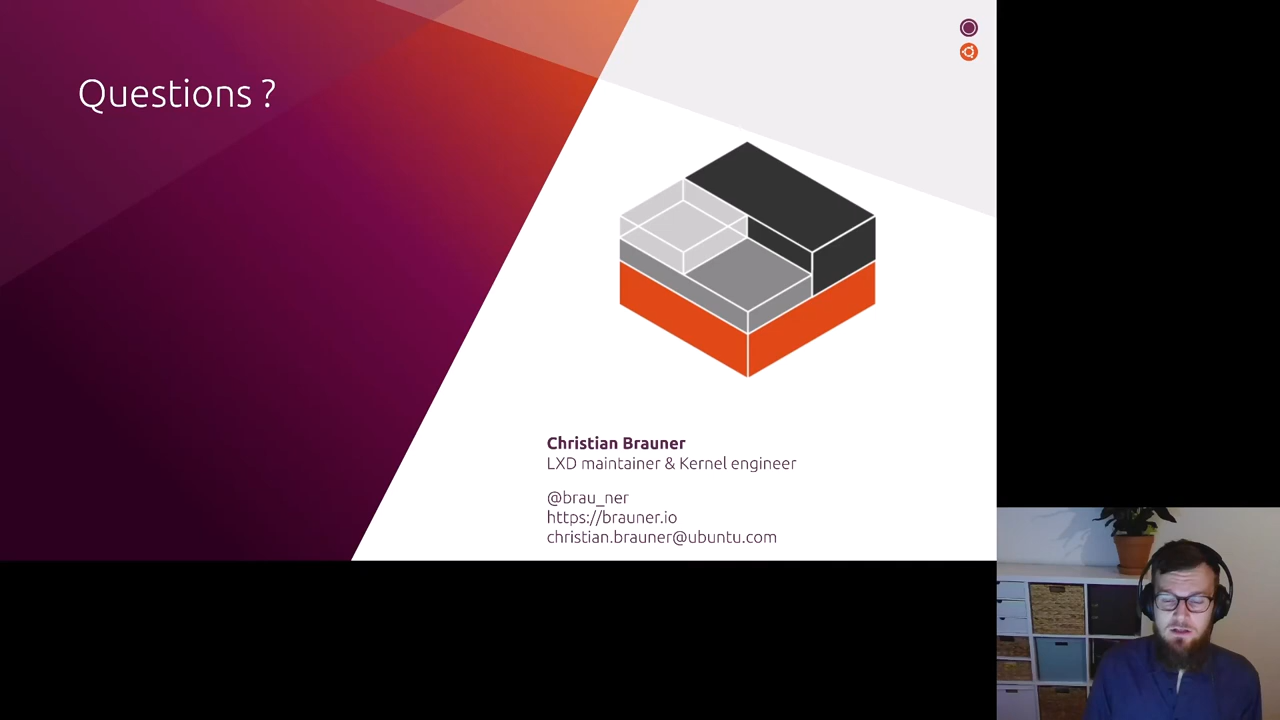 Questions ?
Christian Brauner
LXD maintainer & Kernel engineer
@brau_ner
https://brauner.io
christian.brauner@ubuntu.com